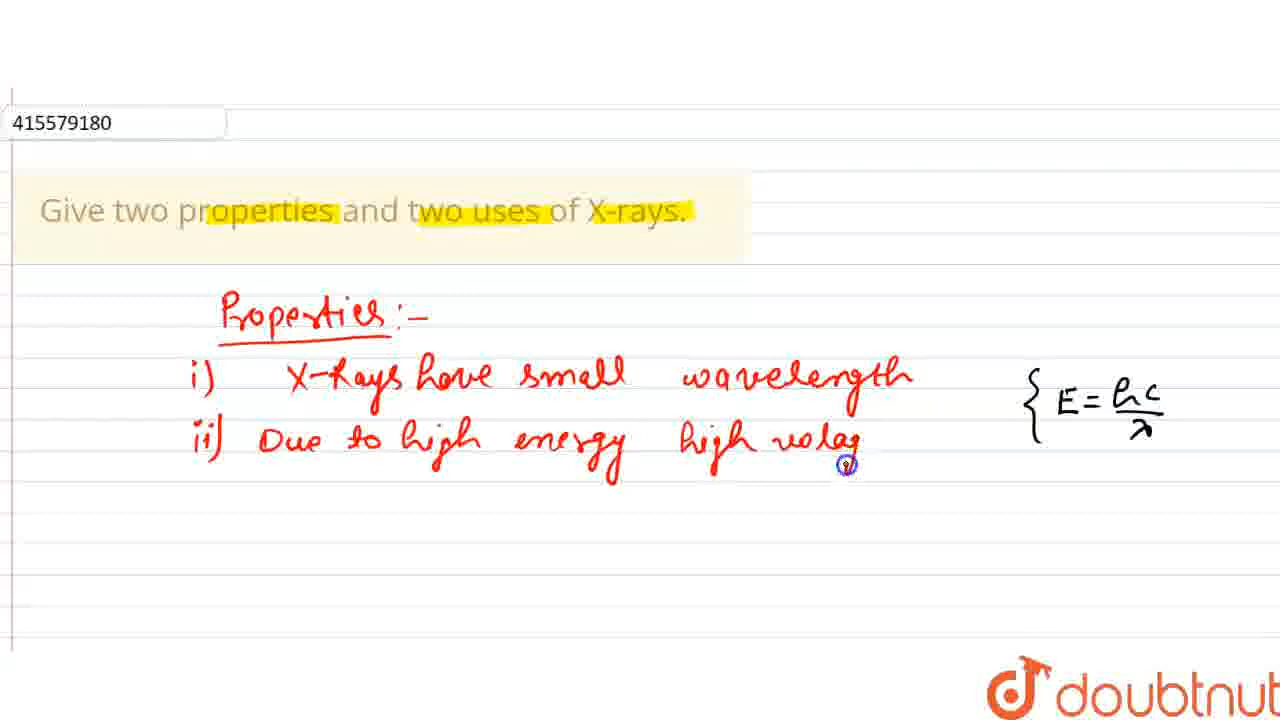 415579180
Give two properties and two uses of X-rays.
Properties :-
i) X-Rays have small wavelength
{ E = hc/λ
ii) Due to high energy high volag
doubtnut